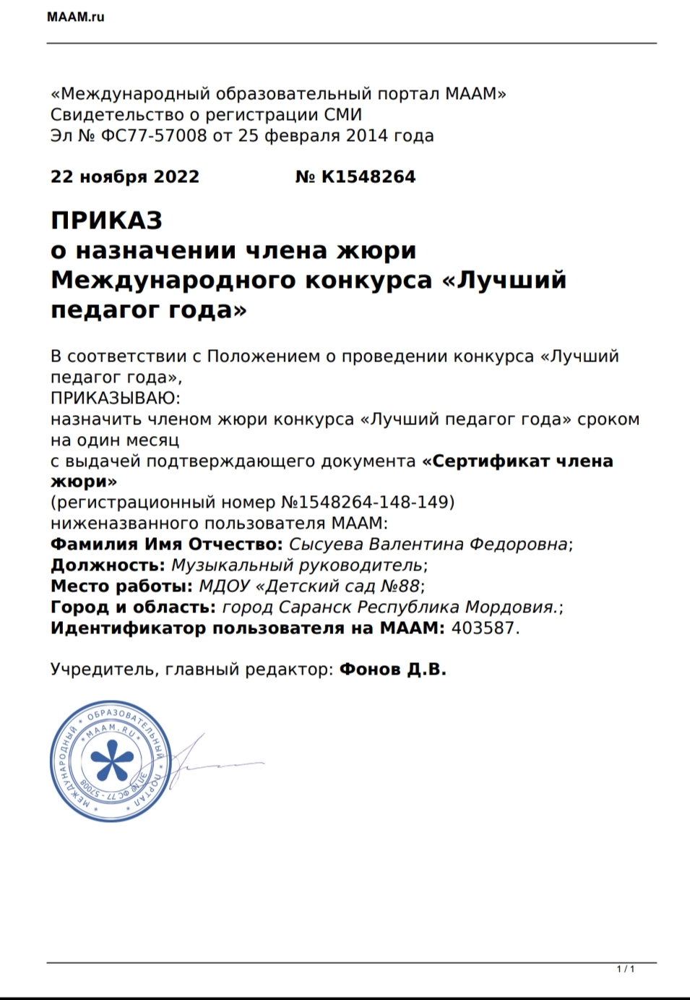 MAAM.ru
«Международный образовательный портал МААМ»
Свидетельство о регистрации СМИ
Эл № ФС77-57008 от 25 февраля 2014 года
22 ноября 2022 № К1548264
ПРИКАЗ
о назначении члена жюри
Международного конкурса «Лучший
педагог года»
В соответствии с Положением о проведении конкурса «Лучший
педагог года»,
ПРИКАЗЫВАЮ:
назначить членом жюри конкурса «Лучший педагог года» сроком
на один месяц
с выдачей подтверждающего документа «Сертификат члена
жюри»
(регистрационный номер №1548264-148-149)
ниженазванного пользователя МААМ:
Фамилия Имя Отчество: Сысуева Валентина Федоровна;
Должность: Музыкальный руководитель;
Место работы: МДОУ «Детский сад №88;
Город и область: город Саранск Республика Мордовия.;
Идентификатор пользователя на МААМ: 403587.
Учредитель, главный редактор: Фонов Д.В.
* МЕЖДУНАРОДНЫЙ * ОБРАЗОВАТЕЛЬНЫЙ * ПОРТАЛ *
* МААМ.RU *
ЭЛ № ФС 77 - 57008
1 / 1